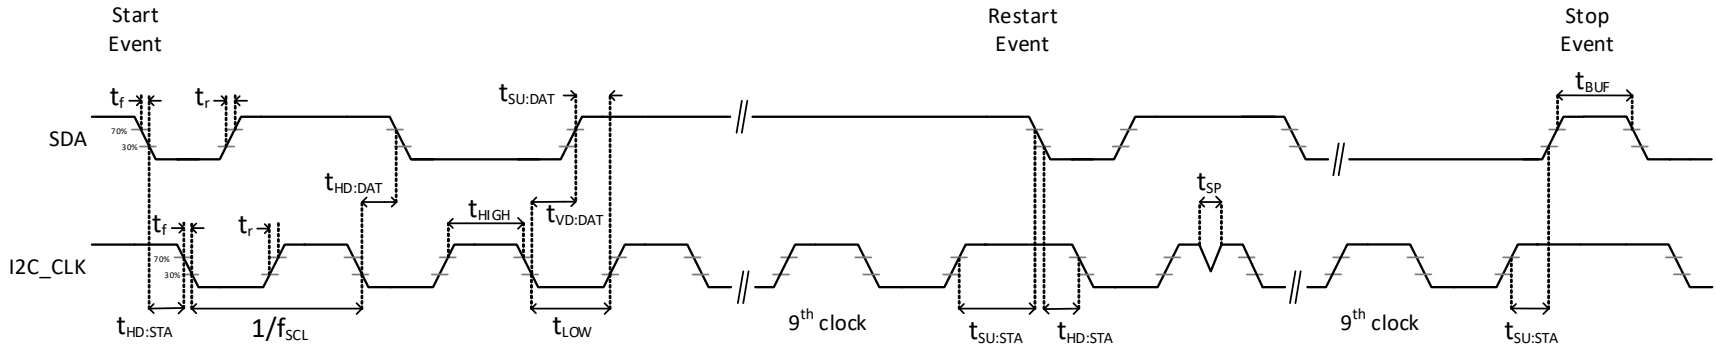 Start
Event
Restart
Event
Stop
Event
tf
tr
tSU:DAT
tBUF
SDA
70%
30%
tHD:DAT
tHIGH
tVD:DAT
tSP
tf
tr
I2C_CLK
70%
30%
tHD:STA
1/fSCL
tLOW
9th clock
tSU:STA
tHD:STA
9th clock
tSU:STA